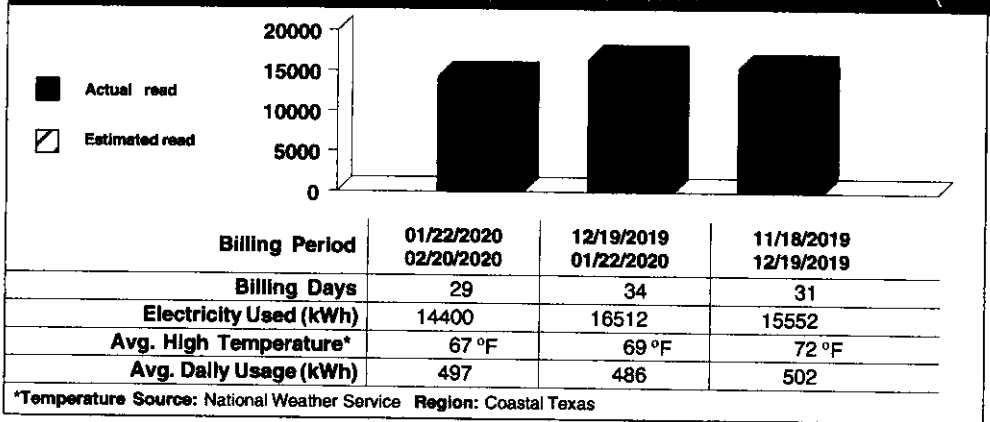 20000
15000
10000
5000
0
Actual read
Estimated read
Billing Period 01/22/2020 12/19/2019 11/18/2019
02/20/2020 01/22/2020 12/19/2019
Billing Days 29 34 31
Electricity Used (kWh) 14400 16512 15552
Avg. High Temperature* 67 °F 69 °F 72 °F
Avg. Daily Usage (kWh) 497 486 502
*Temperature Source: National Weather Service Region: Coastal Texas